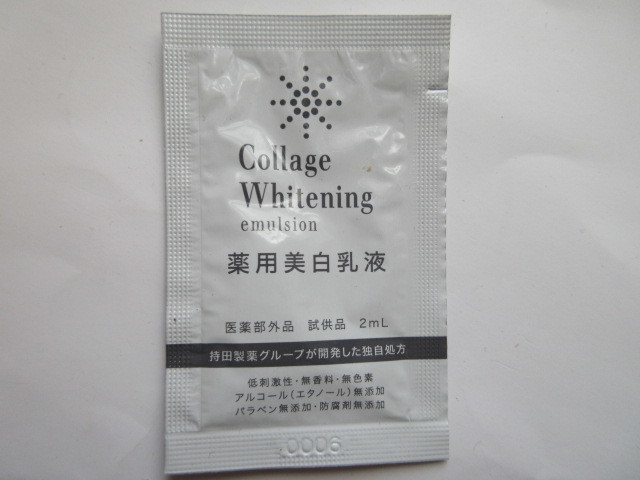 Collage
Whitening
emulsion
薬用美白乳液
医薬部外品 試供品 2mL
持田製薬グループが開発した独自処方
低刺激性・無香料・無色素
アルコール(エタノール)無添加
パラベン無添加・防腐剤無添加
0006